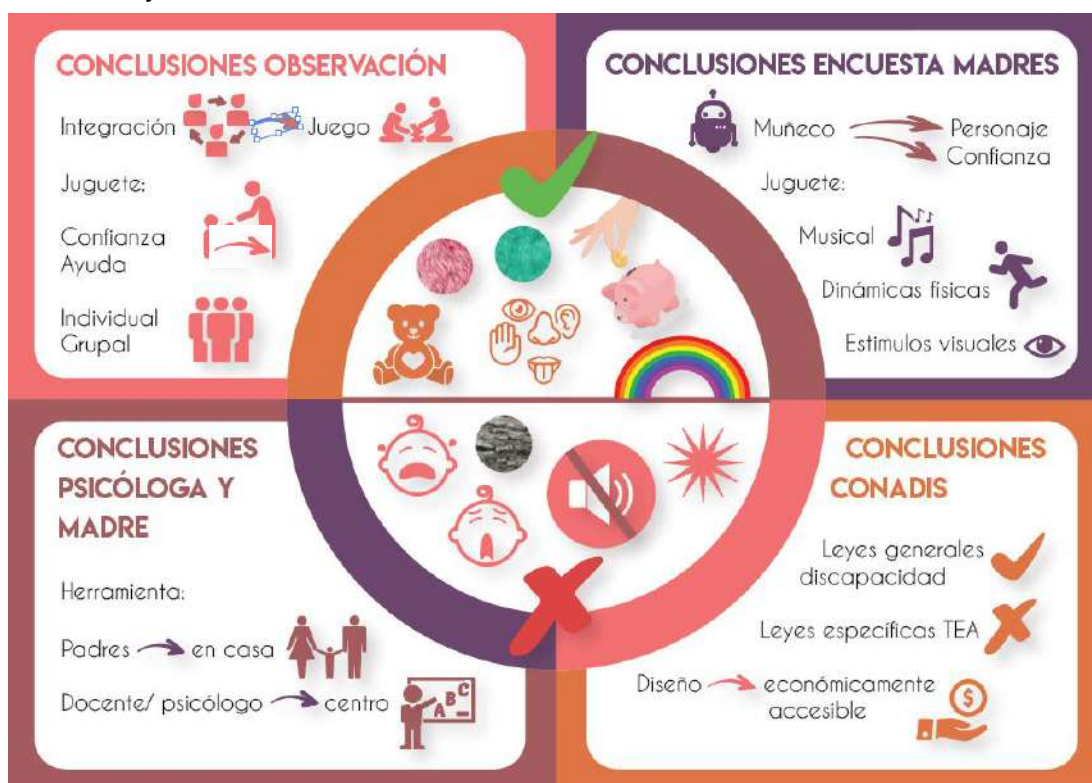 CONCLUSIONES OBSERVACIÓN
Integración
Juego
Juguete:
Confianza
Ayuda
Individual
Grupal
CONCLUSIONES ENCUESTA MADRES
Muñeco
Personaje
Confianza
Juguete:
Musical
Dinámicas físicas
Estimulos visuales
CONCLUSIONES
PSICÓLOGA Y
MADRE
Herramienta:
Padres
en casa
Docente/ psicólogo
centro
A B C
CONCLUSIONES
CONADIS
Leyes generales
discapacidad
Leyes específicas TEA
Diseño
económicamente
accesible
$